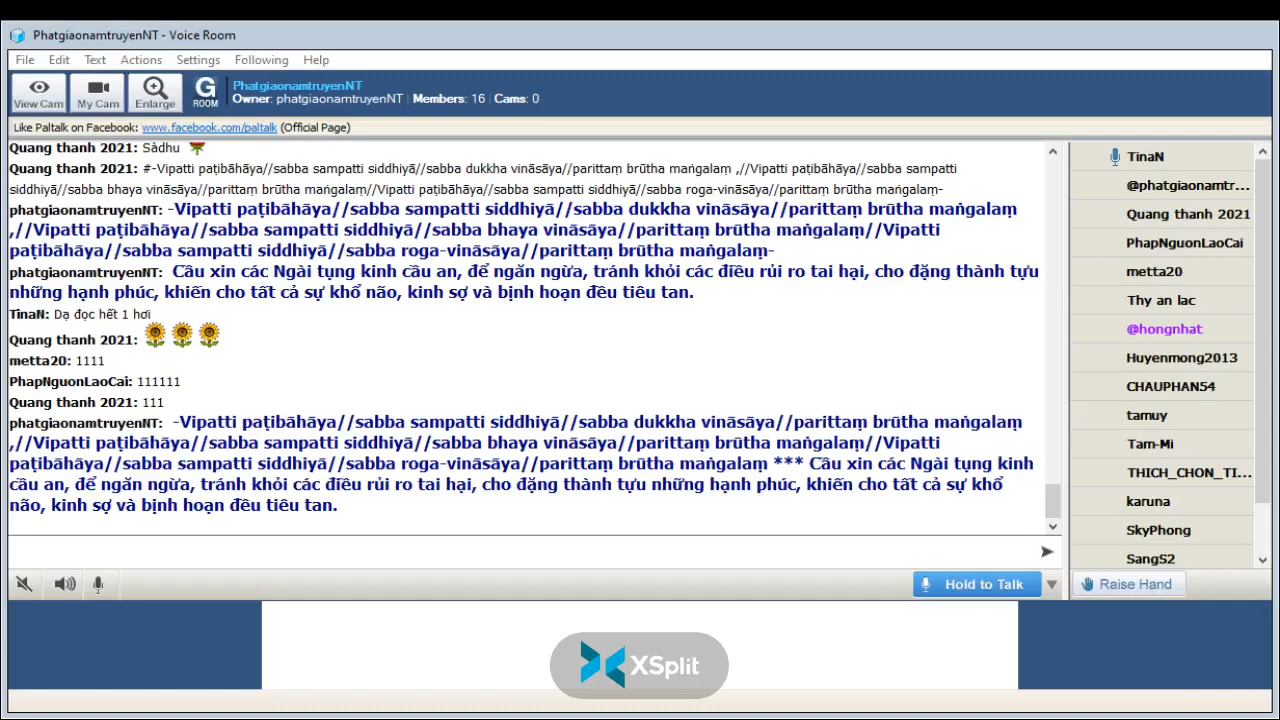 PhatgiaonamtruyenNT - Voice Room
File Edit Text Actions Settings Following Help
View Cam My Cam Enlarge G ROOM
PhatgiaonamtruyenNT
Owner: phatgiaonamtruyenNT | Members: 16 | Cams: 0
Like Paltalk on Facebook: www.facebook.com/paltalk (Official Page)
Quang thanh 2021: Sàdhu
Quang thanh 2021: #-Vipatti paṭibāhāya//sabba sampatti siddhiyā//sabba dukkha vināsāya//parittaṃ brūtha maṅgalaṃ ,//Vipatti paṭibāhāya//sabba sampatti
siddhiyā//sabba bhaya vināsāya//parittaṃ brūtha maṅgalaṃ//Vipatti paṭibāhāya//sabba sampatti siddhiyā//sabba roga-vināsāya//parittaṃ brūtha maṅgalaṃ-
phatgiaonamtruyenNT: -Vipatti paṭibāhāya//sabba sampatti siddhiyā//sabba dukkha vināsāya//parittaṃ brūtha maṅgalaṃ
,//Vipatti paṭibāhāya//sabba sampatti siddhiyā//sabba bhaya vināsāya//parittaṃ brūtha maṅgalaṃ//Vipatti
paṭibāhāya//sabba sampatti siddhiyā//sabba roga-vināsāya//parittaṃ brūtha maṅgalaṃ-
phatgiaonamtruyenNT: Cầu xin các Ngài tụng kinh cầu an, để ngăn ngừa, tránh khỏi các điều rủi ro tai hại, cho đặng thành tựu
những hạnh phúc, khiến cho tất cả sự khổ não, kinh sợ và bịnh hoạn đều tiêu tan.
TinaN: Dạ đọc hết 1 hơi
Quang thanh 2021:
metta20: 1111
PhapNguonLaoCai: 111111
Quang thanh 2021: 111
phatgiaonamtruyenNT: -Vipatti paṭibāhāya//sabba sampatti siddhiyā//sabba dukkha vināsāya//parittaṃ brūtha maṅgalaṃ
,//Vipatti paṭibāhāya//sabba sampatti siddhiyā//sabba bhaya vināsāya//parittaṃ brūtha maṅgalaṃ//Vipatti
paṭibāhāya//sabba sampatti siddhiyā//sabba roga-vināsāya//parittaṃ brūtha maṅgalaṃ *** Cầu xin các Ngài tụng kinh
cầu an, để ngăn ngừa, tránh khỏi các điều rủi ro tai hại, cho đặng thành tựu những hạnh phúc, khiến cho tất cả sự khổ
não, kinh sợ và bịnh hoạn đều tiêu tan.
TinaN
@phatgiaonamtr...
Quang thanh 2021
PhapNguonLaoCai
metta20
Thy an lac
@hongnhat
Huyenmong2013
CHAUPHAN54
tamuy
Tam-Mi
THICH_CHON_TI...
karuna
SkyPhong
SangS2
Hold to Talk
Raise Hand
XSplit